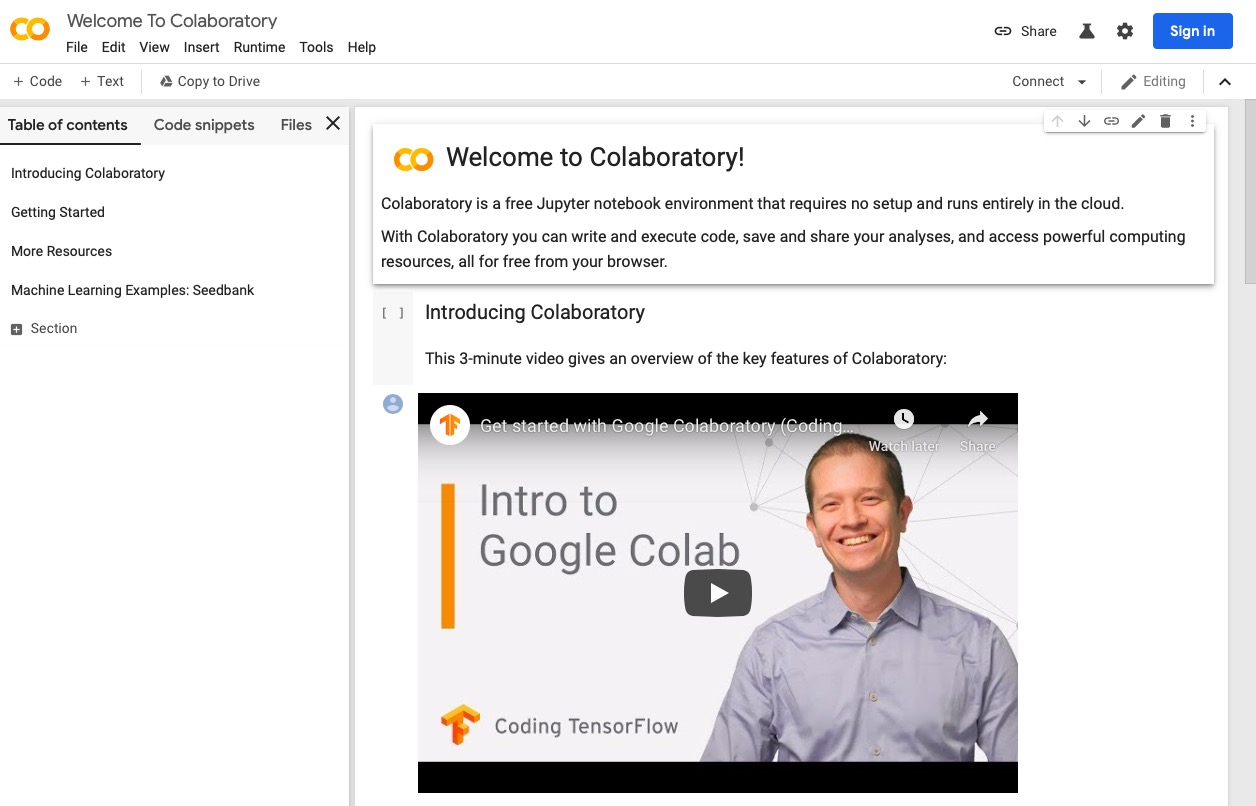 Welcome To Colaboratory
File Edit View Insert Runtime Tools Help
Share
Sign in
+ Code + Text Copy to Drive
Connect
Editing
Table of contents Code snippets Files
Introducing Colaboratory
Getting Started
More Resources
Machine Learning Examples: Seedbank
Section
CO Welcome to Colaboratory!
Colaboratory is a free Jupyter notebook environment that requires no setup and runs entirely in the cloud.
With Colaboratory you can write and execute code, save and share your analyses, and access powerful computing
resources, all for free from your browser.
[ ] Introducing Colaboratory
This 3-minute video gives an overview of the key features of Colaboratory:
Get started with Google Colaboratory (Coding...
Watch later Share
Intro to
Google Colab
Coding TensorFlow